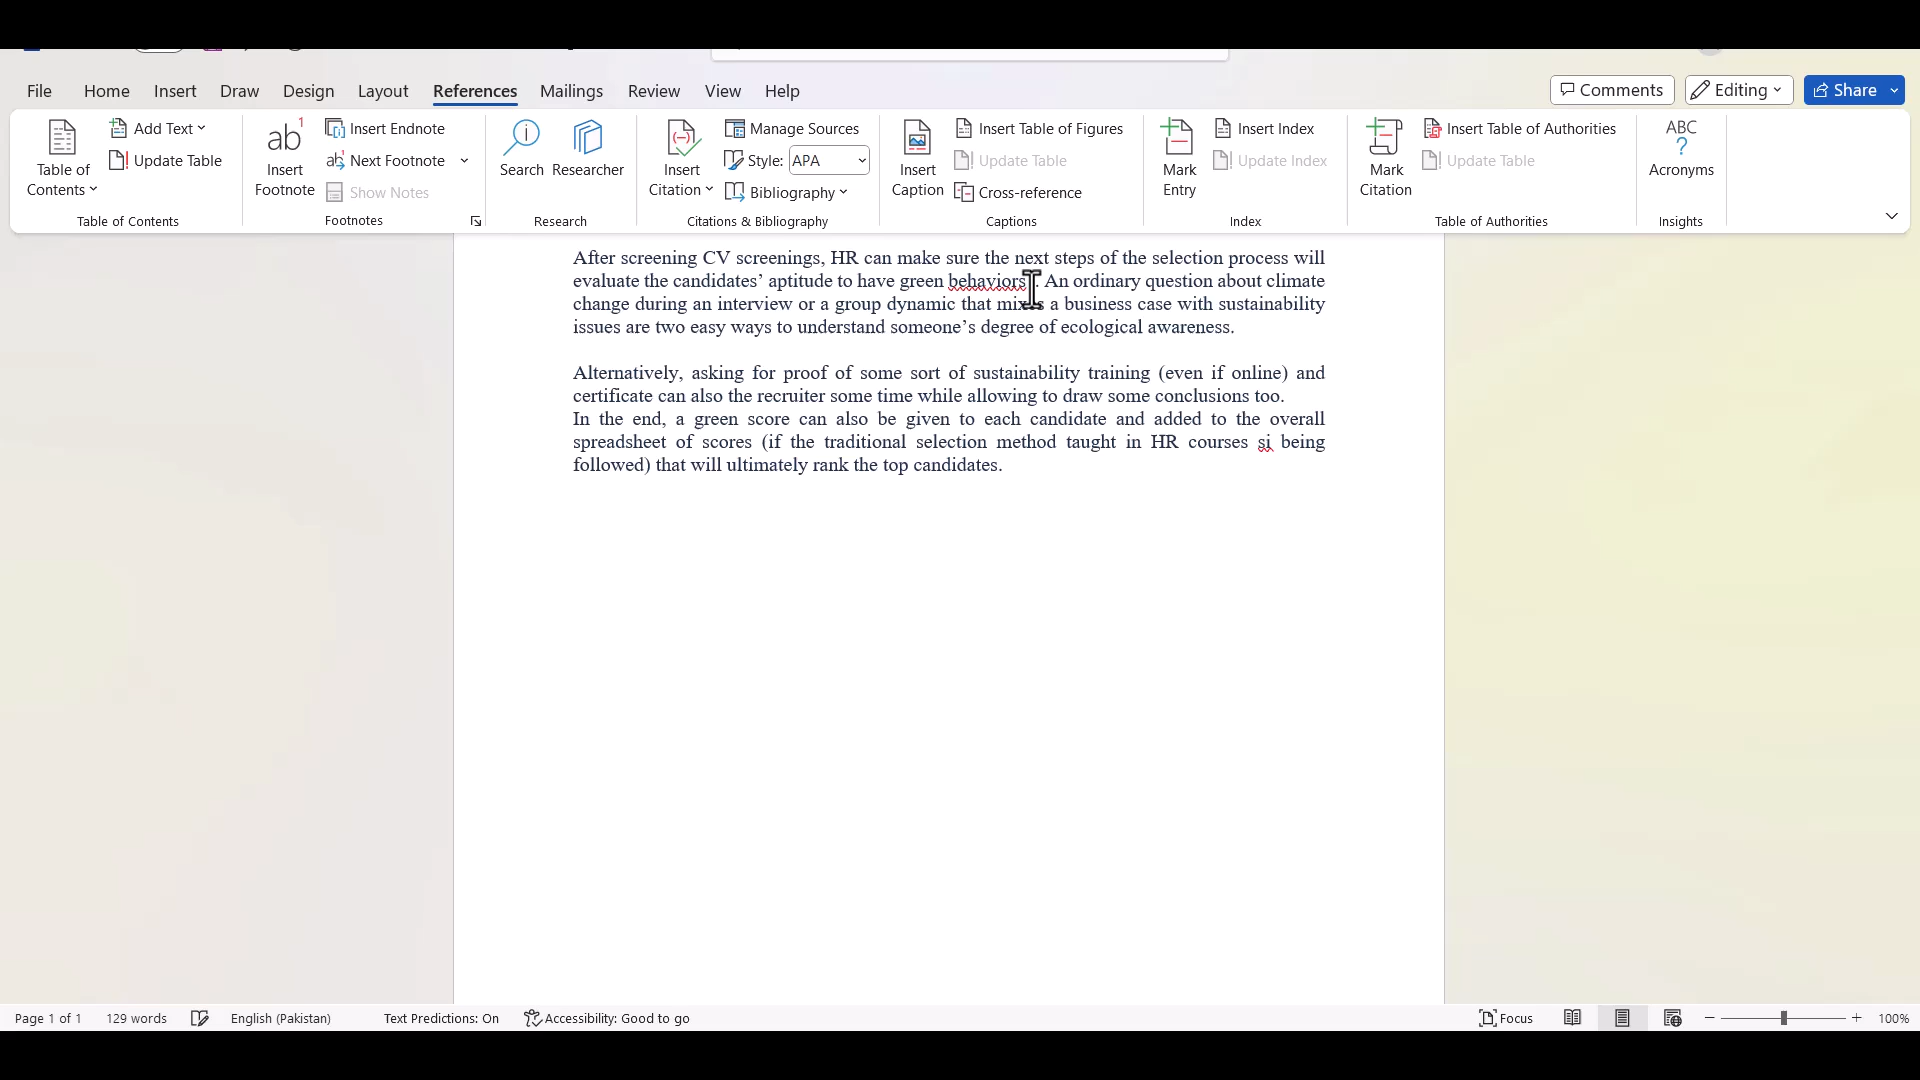 File Home Insert Draw Design Layout References Mailings Review View Help Comments Editing Share
Table of Contents
Add Text
Update Table
Table of Contents
ab1
Insert Footnote
Insert Endnote
Next Footnote
Show Notes
Footnotes
Search
Researcher
Research
Insert Citation
Manage Sources
Style: APA
Bibliography
Citations & Bibliography
Insert Caption
Insert Table of Figures
Update Table
Cross-reference
Captions
Mark Entry
Insert Index
Update Index
Index
Mark Citation
Insert Table of Authorities
Update Table
Table of Authorities
ABC
?
Acronyms
Insights
After screening CV screenings, HR can make sure the next steps of the selection process will
evaluate the candidates’ aptitude to have green behaviors . An ordinary question about climate
change during an interview or a group dynamic that mixes a business case with sustainability
issues are two easy ways to understand someone’s degree of ecological awareness.
Alternatively, asking for proof of some sort of sustainability training (even if online) and
certificate can also the recruiter some time while allowing to draw some conclusions too.
In the end, a green score can also be given to each candidate and added to the overall
spreadsheet of scores (if the traditional selection method taught in HR courses si being
followed) that will ultimately rank the top candidates.
Page 1 of 1 129 words English (Pakistan) Text Predictions: On Accessibility: Good to go Focus 100%